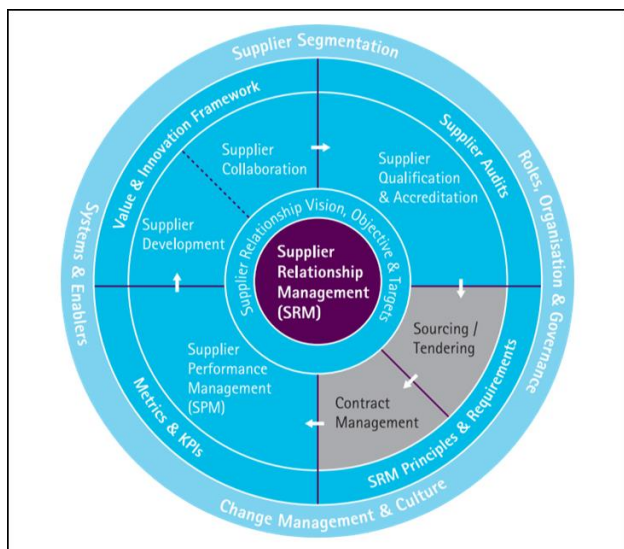 Supplier Segmentation
Value & Innovation Framework
Supplier Audits
Roles, Organisation & Governance
Systems & Enablers
Supplier
Collaboration
Supplier
Qualification
& Accreditation
Supplier
Development
Supplier Relationship Vision, Objective & Targets
Supplier
Relationship
Management
(SRM)
Sourcing /
Tendering
Supplier
Performance
Management
(SPM)
Contract
Management
Metrics & KPIs
SRM Principles & Requirements
Change Management & Culture